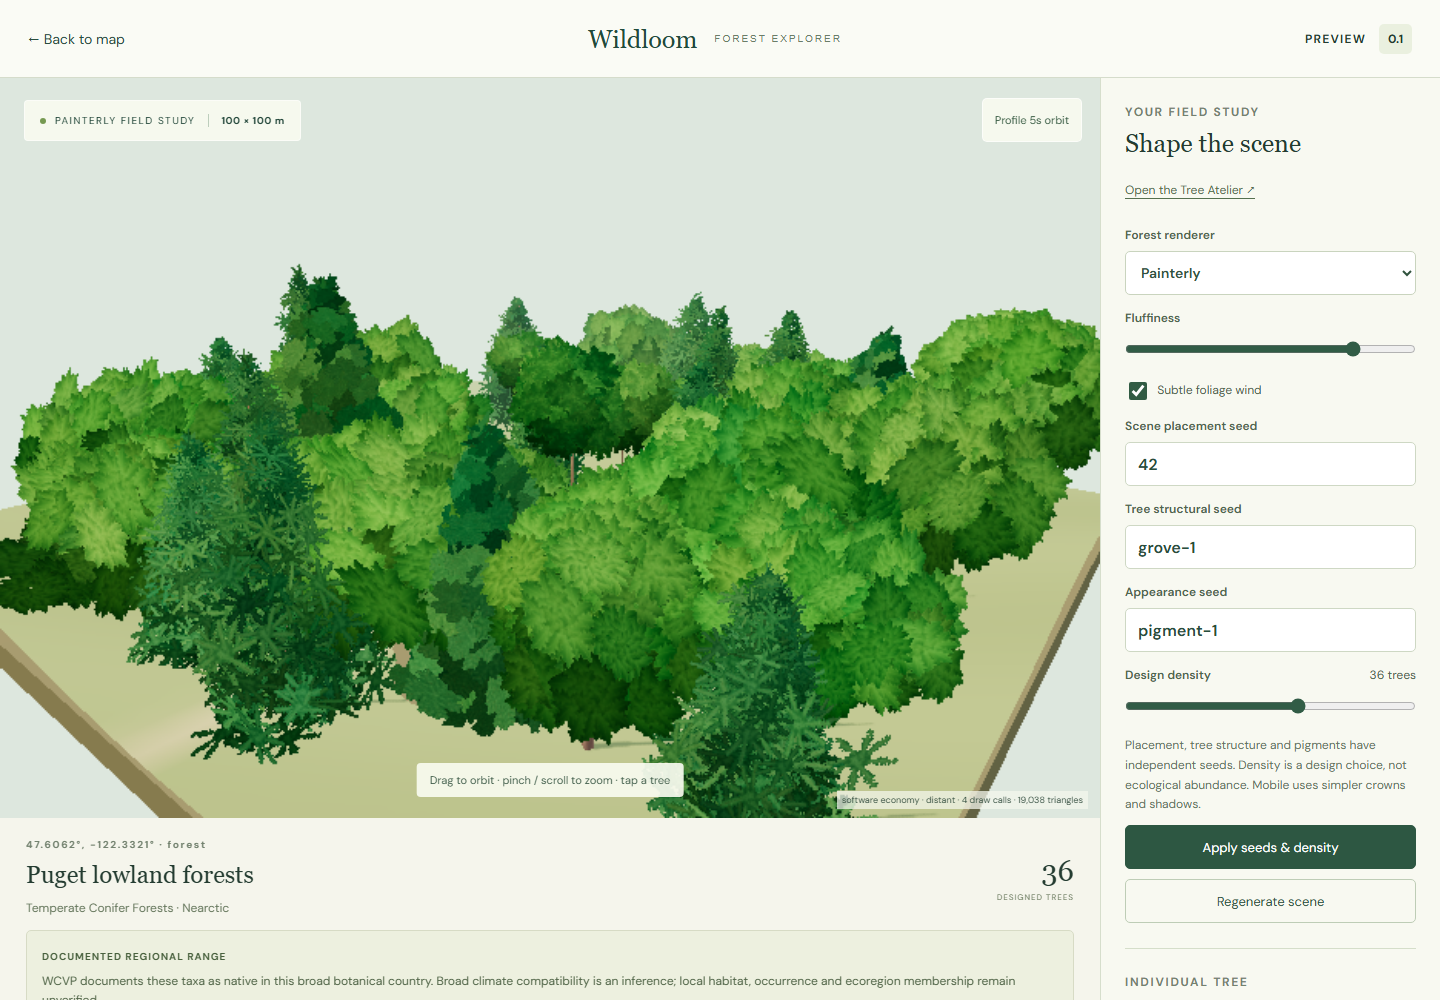 ← Back to map
Wildloom FOREST EXPLORER
PREVIEW 0.1
PAINTERLY FIELD STUDY 100 × 100 m
Profile 5s orbit
Drag to orbit · pinch / scroll to zoom · tap a tree
software economy · distant · 4 draw calls · 19,038 triangles
47.6062°, -122.3321° · forest
Puget lowland forests
Temperate Conifer Forests · Nearctic
36
DESIGNED TREES
DOCUMENTED REGIONAL RANGE
WCVP documents these taxa as native in this broad botanical country. Broad climate compatibility is an inference; local habitat, occurrence and ecoregion membership remain
unverified.
YOUR FIELD STUDY
Shape the scene
Open the Tree Atelier ↗
Forest renderer
Painterly
Fluffiness
Subtle foliage wind
Scene placement seed
42
Tree structural seed
grove-1
Appearance seed
pigment-1
Design density 36 trees
Placement, tree structure and pigments have
independent seeds. Density is a design choice, not
ecological abundance. Mobile uses simpler crowns
and shadows.
Apply seeds & density
Regenerate scene
INDIVIDUAL TREE